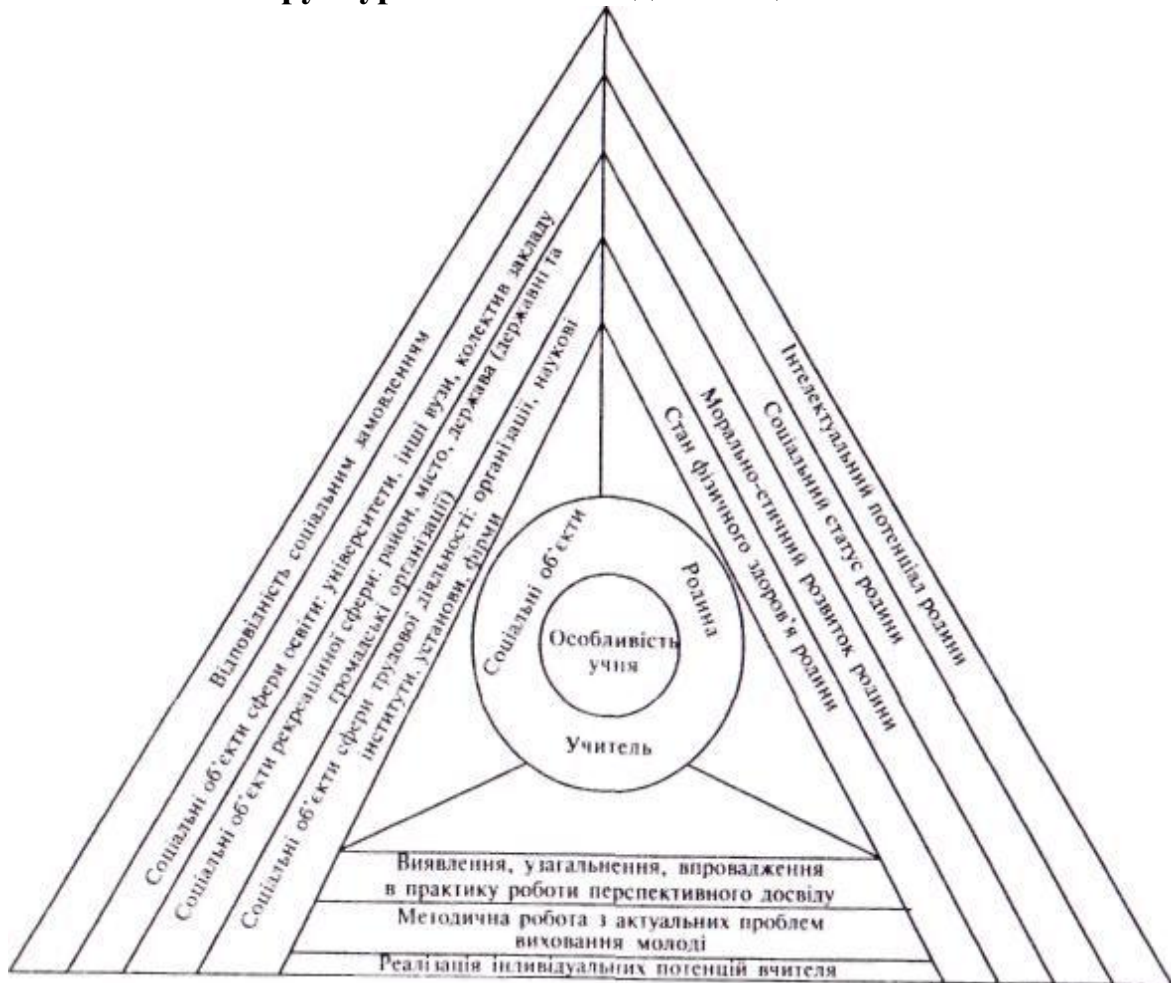 Відповідність соціальним замовленням
Соціальні об'єкти сфери освіти: університети, інші вузи, колектив закладу
Соціальні об'єкти рекреаційної сфери: район, місто, держава (державні та
громадські організації)
Соціальні об'єкти сфери трудової діяльності: організації, наукові
інститути, установи, фірми
Інтелектуальний потенціал родини
Соціальний статус родини
Морально-етичний розвиток родини
Стан фізичного здоров'я родини
Соціальні об'єкти
Родина
Особливість
учня
Учитель
Виявлення, узагальнення, впровадження
в практику роботи перспективного досвіду
Методична робота з актуальних проблем
виховання молоді
Реалізація індивідуальних потенцій вчителя